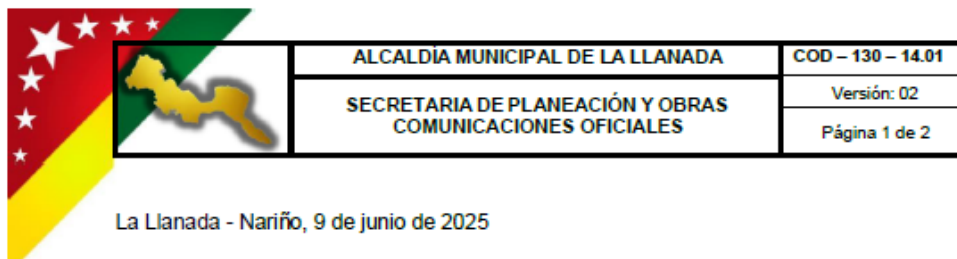 ALCALDÍA MUNICIPAL DE LA LLANADA
COD – 130 – 14.01
SECRETARIA DE PLANEACIÓN Y OBRAS
COMUNICACIONES OFICIALES
Versión: 02
Página 1 de 2
La Llanada - Nariño, 9 de junio de 2025